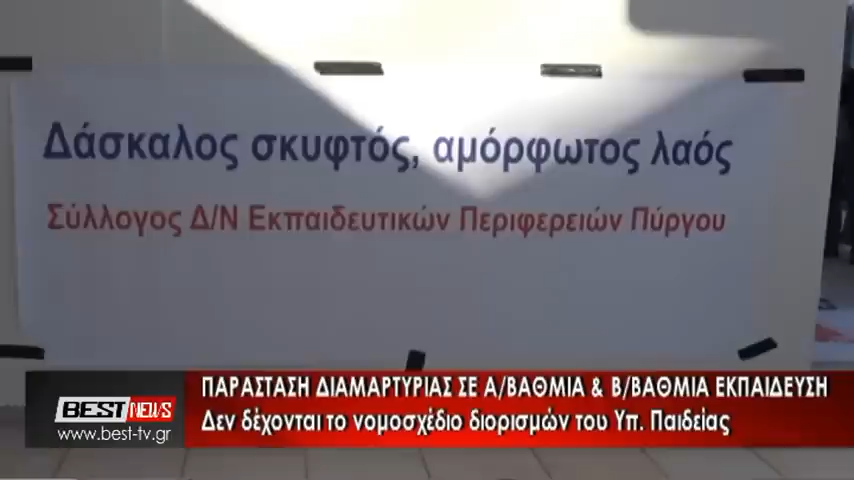 Δάσκαλος σκυφτός, αμόρφωτος λαός
Σύλλογος Δ/Ν Εκπαιδευτικών Περιφερειών Πύργου
ΠΑΡΑΣΤΑΣΗ ΔΙΑΜΑΡΤΥΡΙΑΣ ΣΕ Α/ΒΑΘΜΙΑ & Β/ΒΑΘΜΙΑ ΕΚΠΑΙΔΕΥΣΗ
BEST NEWS
Δεν δέχονται το νομοσχέδιο διορισμών του Υπ. Παιδείας
www.best-tv.gr